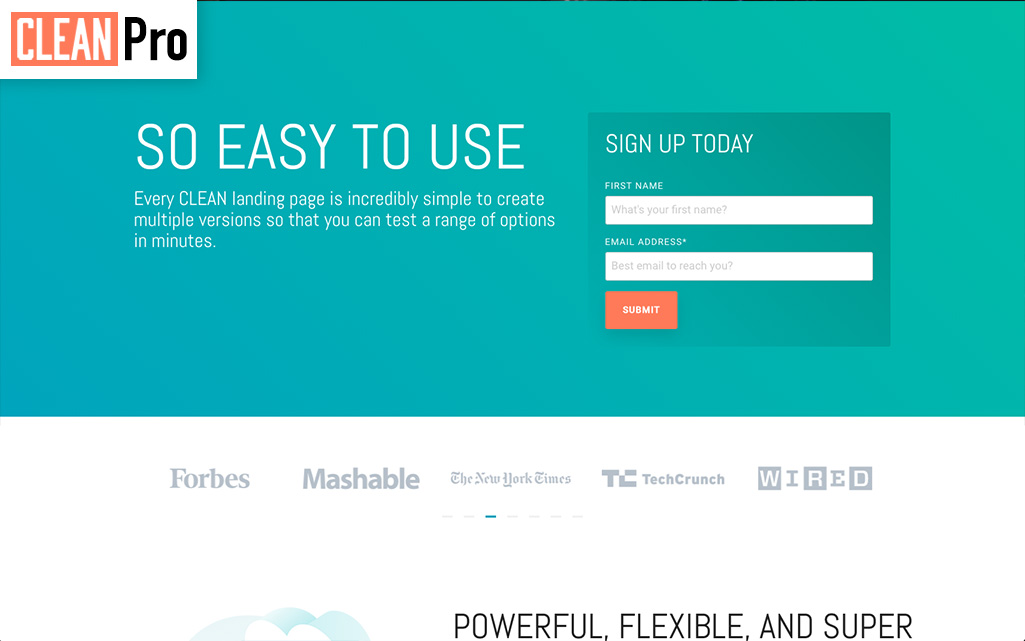 CLEAN Pro
SO EASY TO USE
Every CLEAN landing page is incredibly simple to create
multiple versions so that you can test a range of options
in minutes.
SIGN UP TODAY
FIRST NAME
What's your first name?
EMAIL ADDRESS*
Best email to reach you?
SUBMIT
Forbes Mashable The New York Times TC TechCrunch WIRED
POWERFUL, FLEXIBLE, AND SUPER